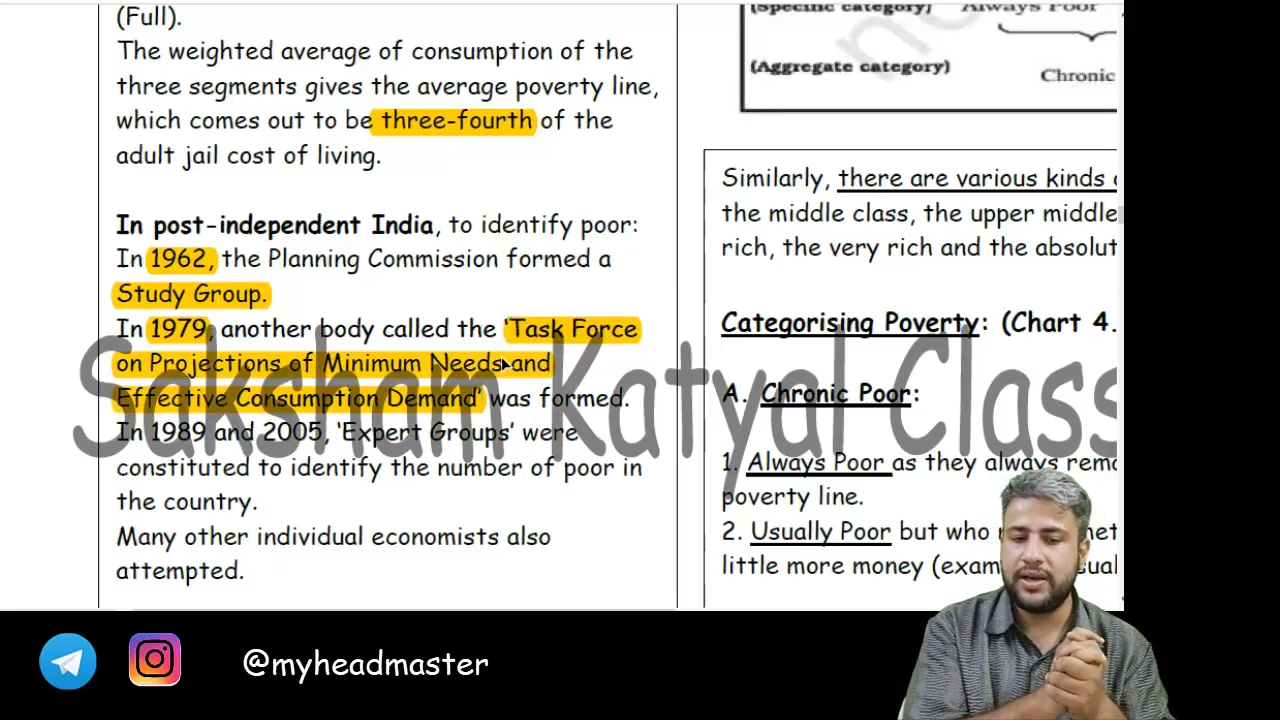 (Full).
The weighted average of consumption of the
three segments gives the average poverty line,
which comes out to be three-fourth of the
adult jail cost of living.
In post-independent India, to identify poor:
In 1962, the Planning Commission formed a
Study Group.
In 1979, another body called the ‘Task Force
on Projections of Minimum Needs and
Effective Consumption Demand’ was formed.
In 1989 and 2005, ‘Expert Groups’ were
constituted to identify the number of poor in
the country.
Many other individual economists also
attempted.
(Specific category) Always Poor
(Aggregate category)
Chronic
Similarly, there are various kinds
the middle class, the upper middle
rich, the very rich and the
Categorising Poverty: (Chart 4.
A. Chronic Poor:
1. Always Poor as they always
poverty line.
2. Usually Poor but who
little more money
Saksham Katyal Class
@myheadmaster